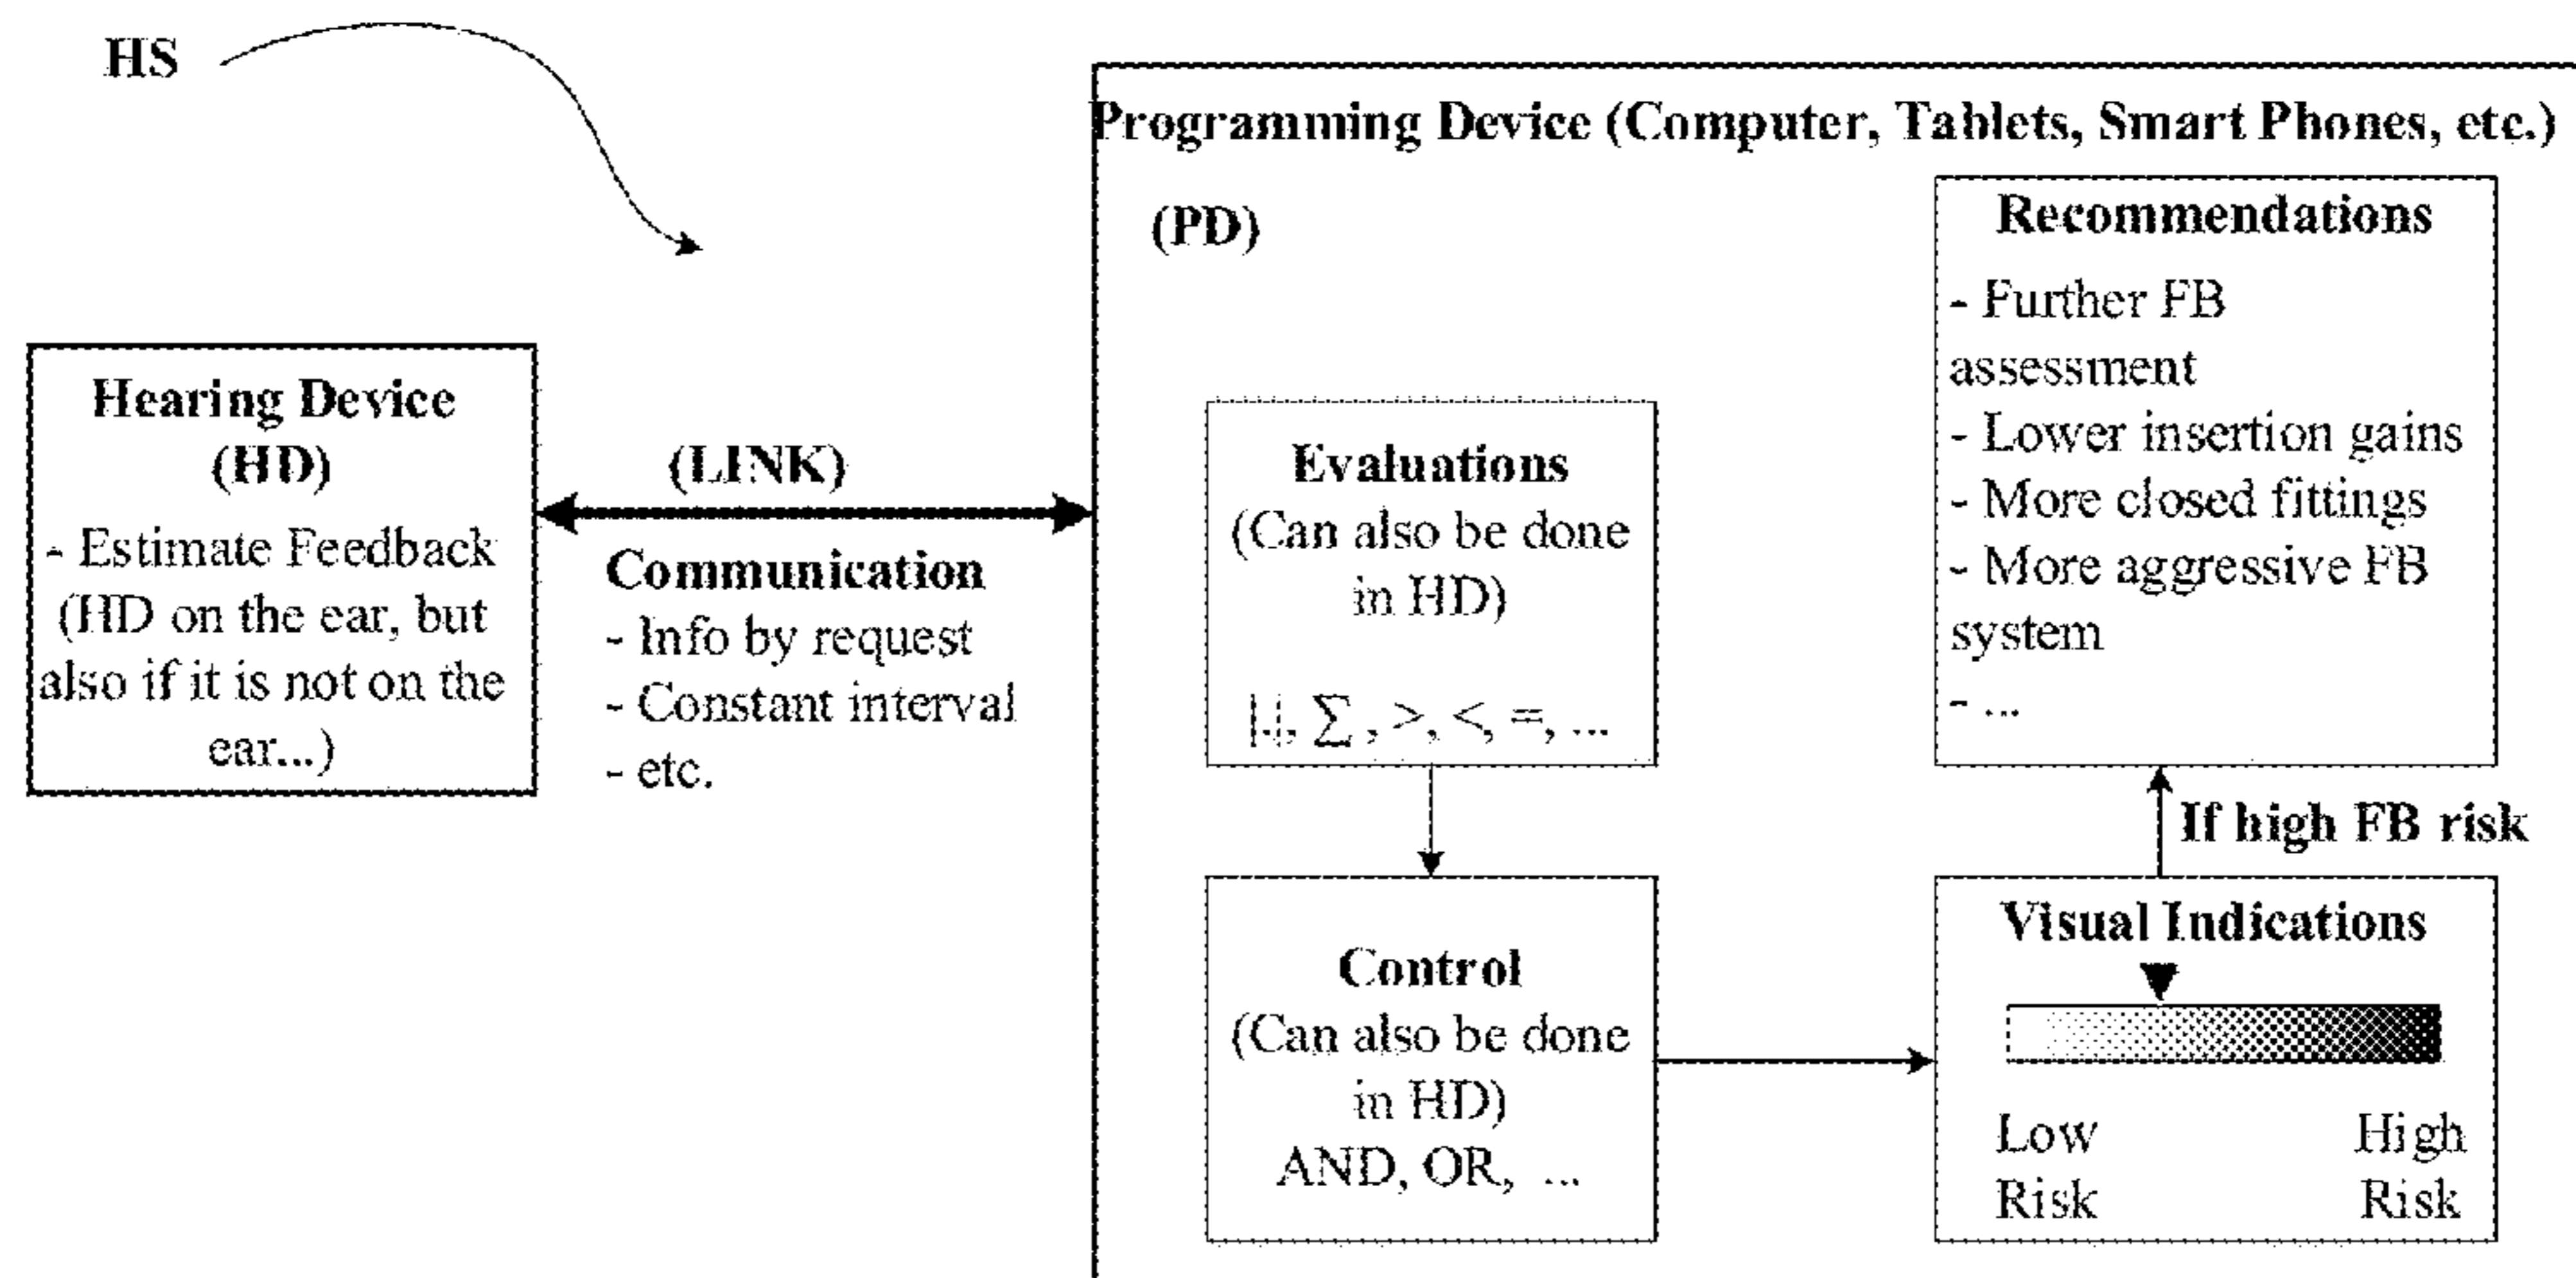 HS
Hearing Device
(HD)
- Estimate Feedback
(HD on the ear, but
also if it is not on the
ear...)
(LINK)
Communication
- Info by request
- Constant interval
- etc.
Programming Device (Computer, Tablets, Smart Phones, etc.)
(PD)
Evaluations
(Can also be done
in HD)
|.|, ∑, >, <, =, ...
Control
(Can also be done
in HD)
AND, OR, ...
Recommendations
- Further FB
assessment
- Lower insertion gains
- More closed fittings
- More aggressive FB
system
- ...
If high FB risk
Visual Indications
Low High
Risk Risk